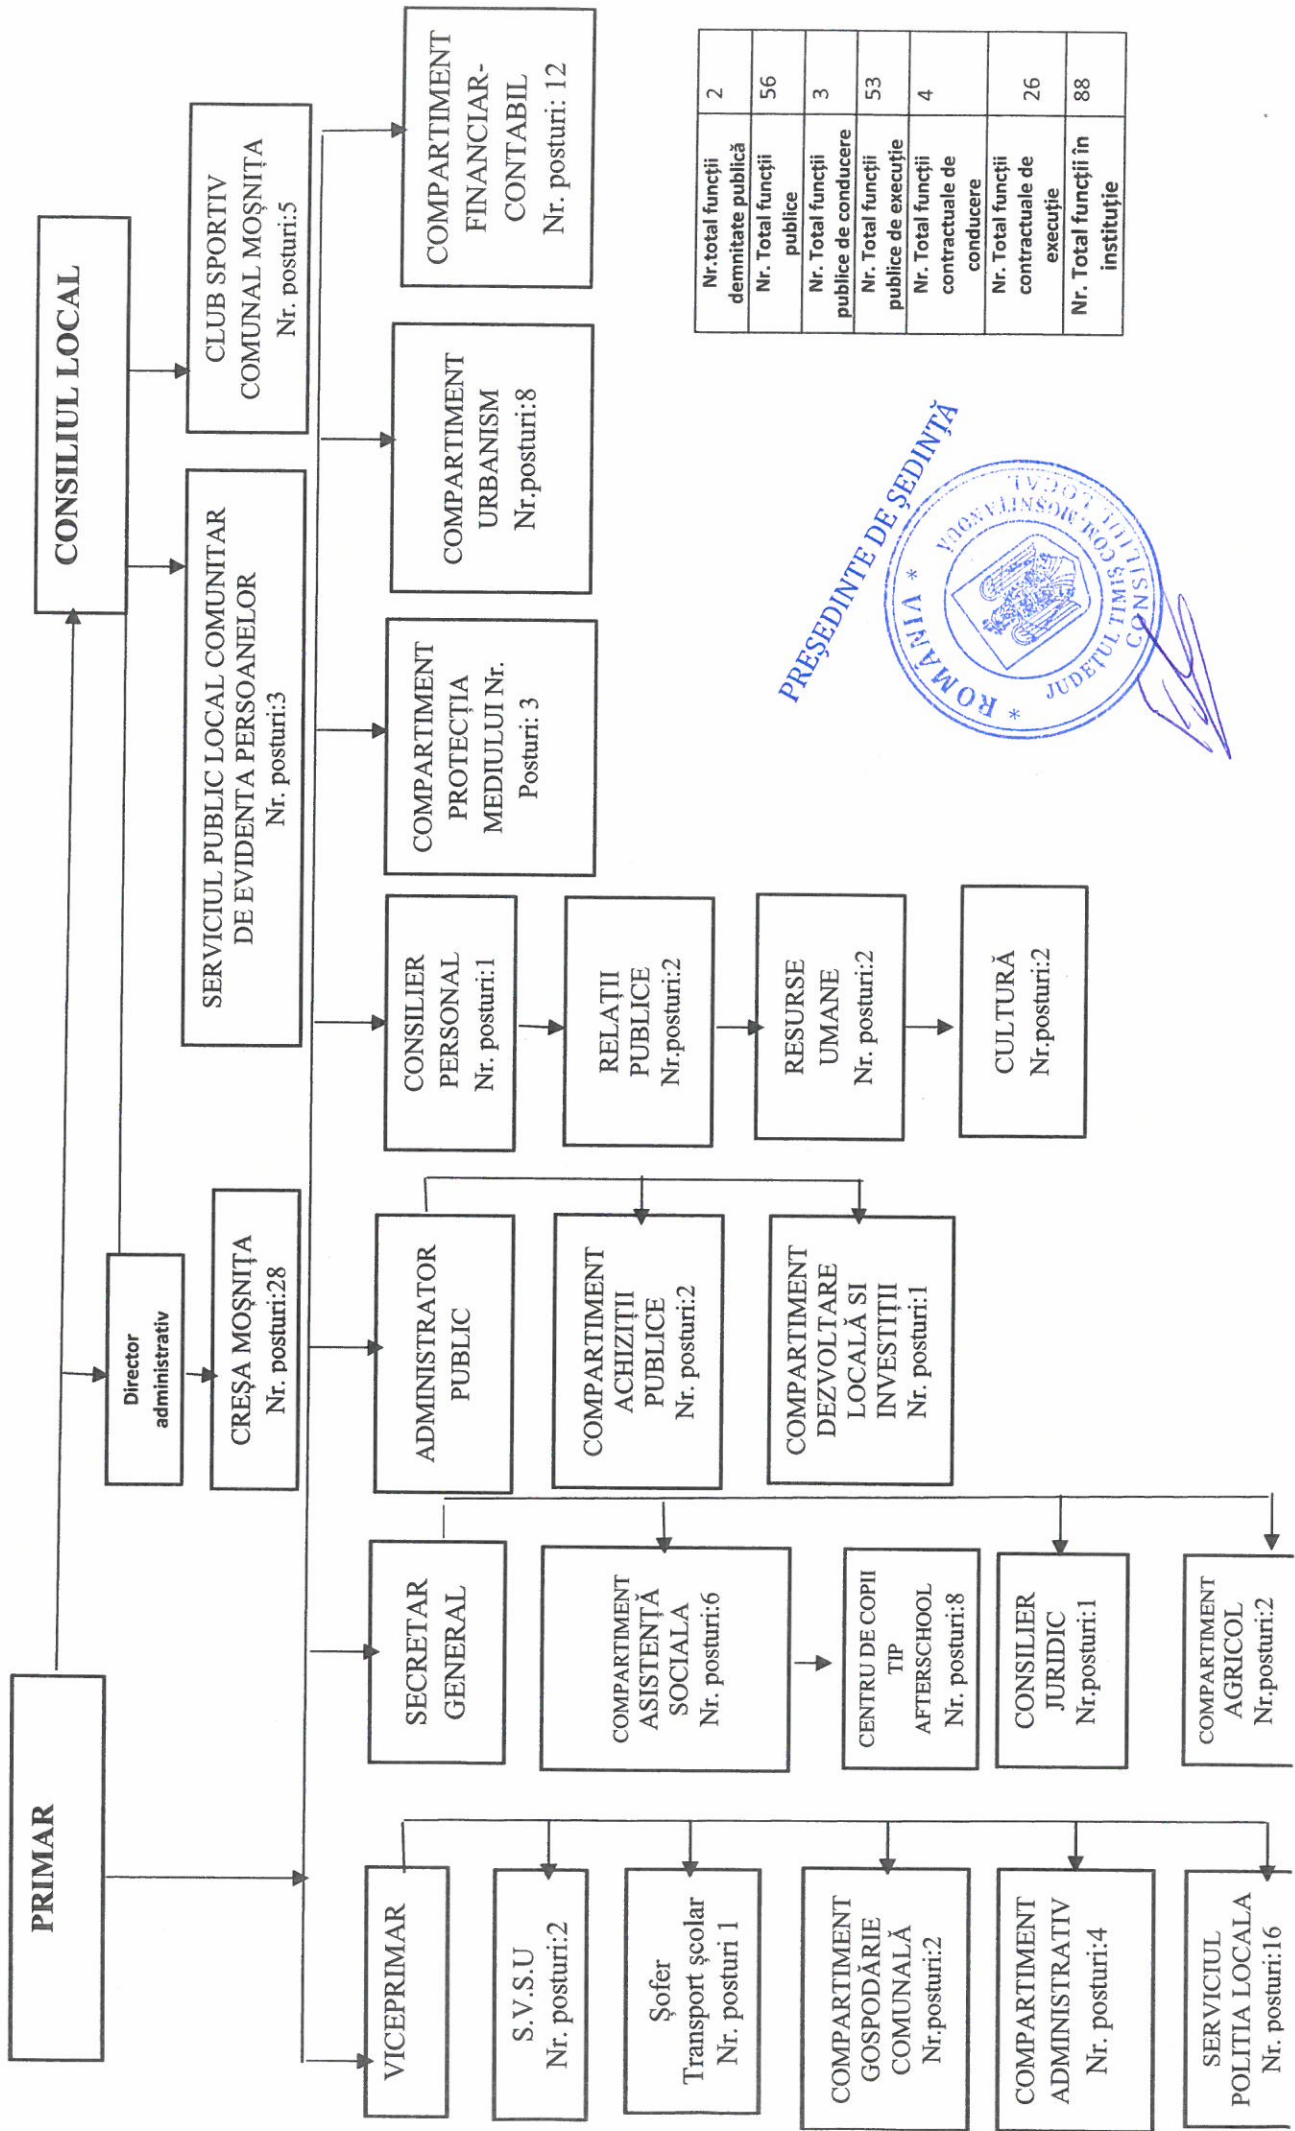 PRIMAR
CONSILIUL LOCAL
Director
administrativ
CREȘA MOȘNIȚA
Nr. posturi:28
SERVICIUL PUBLIC LOCAL COMUNITAR
DE EVIDENTA PERSOANELOR
Nr. posturi:3
CLUB SPORTIV
COMUNAL MOȘNIȚA
Nr. posturi:5
VICEPRIMAR
S.V.S.U
Nr. posturi:2
Șofer
Transport școlar
Nr. posturi 1
COMPARTIMENT
GOSPODĂRIE
COMUNALĂ
Nr.posturi:2
COMPARTIMENT
ADMINISTRATIV
Nr. posturi:4
SERVICIUL
POLITIA LOCALA
Nr. posturi:16
SECRETAR
GENERAL
COMPARTIMENT
ASISTENȚĂ
SOCIALA
Nr. posturi:6
CENTRU DE COPII
TIP
AFTERSCHOOL
Nr. posturi:8
CONSILIER
JURIDIC
Nr.posturi:1
COMPARTIMENT
AGRICOL
Nr.posturi:2
ADMINISTRATOR
PUBLIC
COMPARTIMENT
ACHIZIȚII
PUBLICE
Nr. posturi:2
COMPARTIMENT
DEZVOLTARE
LOCALĂ SI
INVESTIȚII
Nr. posturi:1
CONSILIER
PERSONAL
Nr. posturi:1
RELAȚII
PUBLICE
Nr.posturi:2
RESURSE
UMANE
Nr. posturi:2
CULTURĂ
Nr.posturi:2
COMPARTIMENT
PROTECȚIA
MEDIULUI Nr.
Posturi: 3
COMPARTIMENT
URBANISM
Nr.posturi:8
COMPARTIMENT
FINANCIAR-
CONTABIL
Nr. posturi: 12
PREȘEDINTE DE ȘEDINȚĂ
* ROMÂNIA *
JUDEȚUL TIMIȘ COM. MOȘNIȚA NOUĂ
CONSILIUL LOCAL
Nr.total funcții 2
demnitate publică
Nr. Total funcții 56
publice
Nr. Total funcții 3
publice de conducere
Nr. Total funcții 53
publice de execuție
Nr. Total funcții 4
contractuale de
conducere
Nr. Total funcții
contractuale de 26
execuție
Nr. Total funcții în 88
instituție